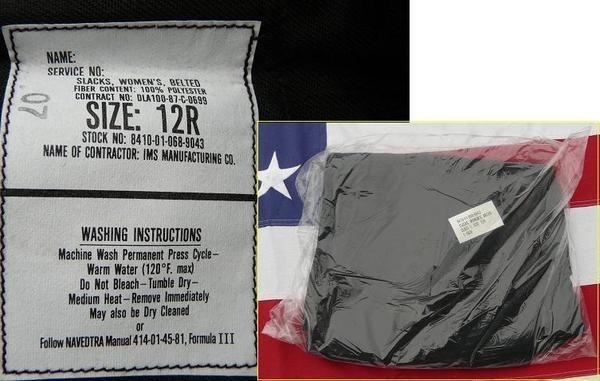 NAME:
SERVICE NO:
SLACKS, WOMEN'S, BELTED
FIBER CONTENT: 100% POLYESTER
CONTRACT NO: DLA100-87-C-0699
SIZE: 12R
STOCK NO: 8410-01-068-9043
NAME OF CONTRACTOR: IMS MANUFACTURING CO.
07
WASHING INSTRUCTIONS
Machine Wash Permanent Press Cycle-
Warm Water (120°F. max)
Do Not Bleach-Tumble Dry-
Medium Heat-Remove Immediately
May also be Dry Cleaned
or
Follow NAVEDTRA Manual 414-01-45-81, Formula III